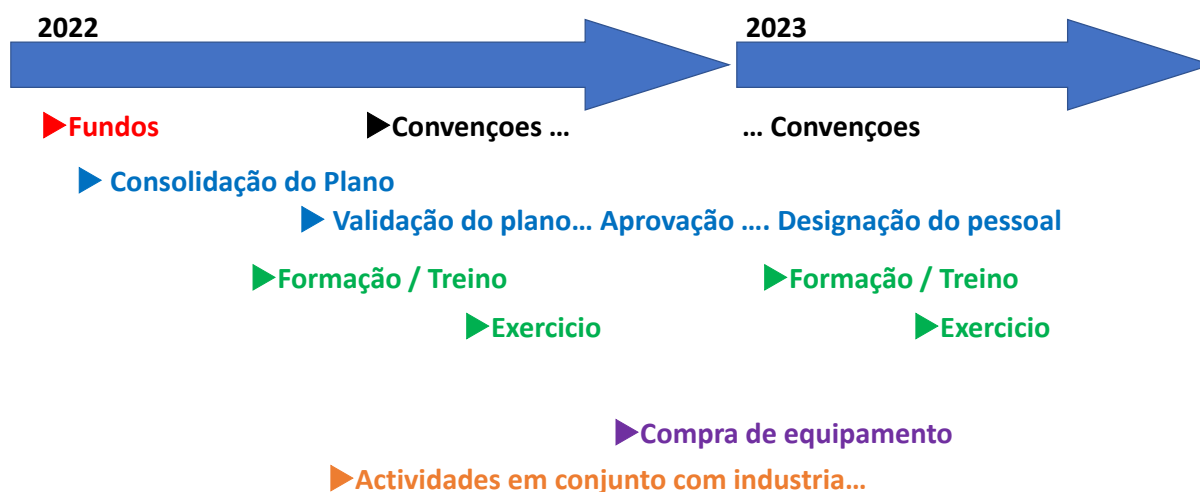 2022
2023
Fundos
Convençoes ...
... Convençoes
Consolidação do Plano
Validação do plano... Aprovação .... Designação do pessoal
Formação / Treino
Formação / Treino
Exercicio
Exercicio
Compra de equipamento
Actividades em conjunto com industria...